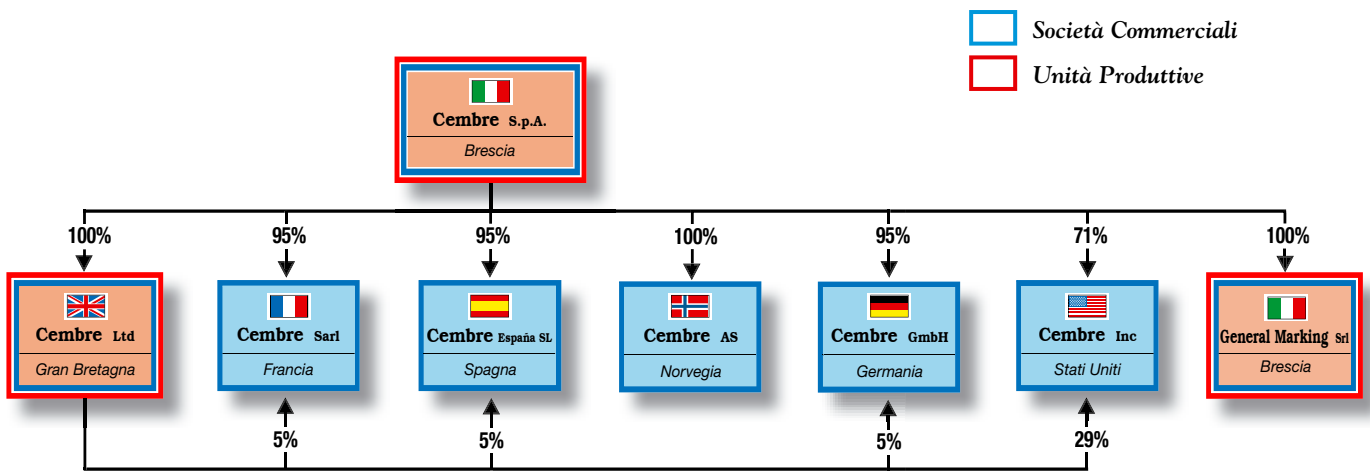 Società Commerciali
Unità Produttive
Cembre S.p.A.
Brescia
100%
95%
95%
100%
95%
71%
100%
Cembre Ltd
Gran Bretagna
Cembre Sarl
Francia
Cembre España SL
Spagna
Cembre AS
Norvegia
Cembre GmbH
Germania
Cembre Inc
Stati Uniti
General Marking Srl
Brescia
5%
5%
5%
29%